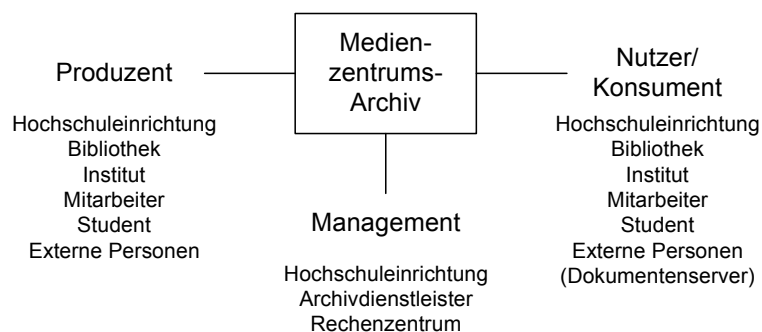 Produzent
Hochschuleinrichtung
Bibliothek
Institut
Mitarbeiter
Student
Externe Personen
Medien-
zentrums-
Archiv
Management
Hochschuleinrichtung
Archivdienstleister
Rechenzentrum
Nutzer/
Konsument
Hochschuleinrichtung
Bibliothek
Institut
Mitarbeiter
Student
Externe Personen
(Dokumentenserver)